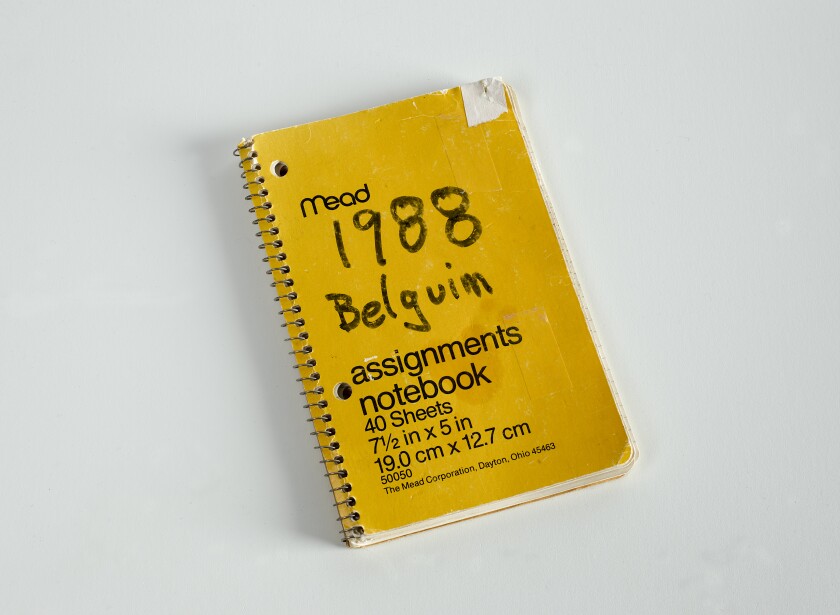 mead
1988
Belguim
assignments
notebook
40 Sheets
7½ in x 5 in
19.0 cm x 12.7 cm
50050
The Mead Corporation, Dayton, Ohio 45463